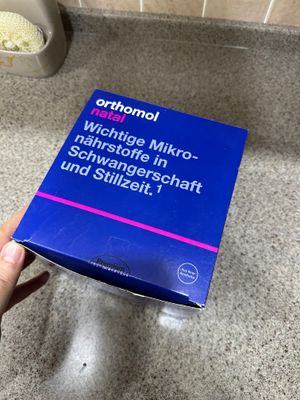 orthomol
natal
Wichtige Mikro-
nährstoffe in
Schwangerschaft
und Stillzeit.¹